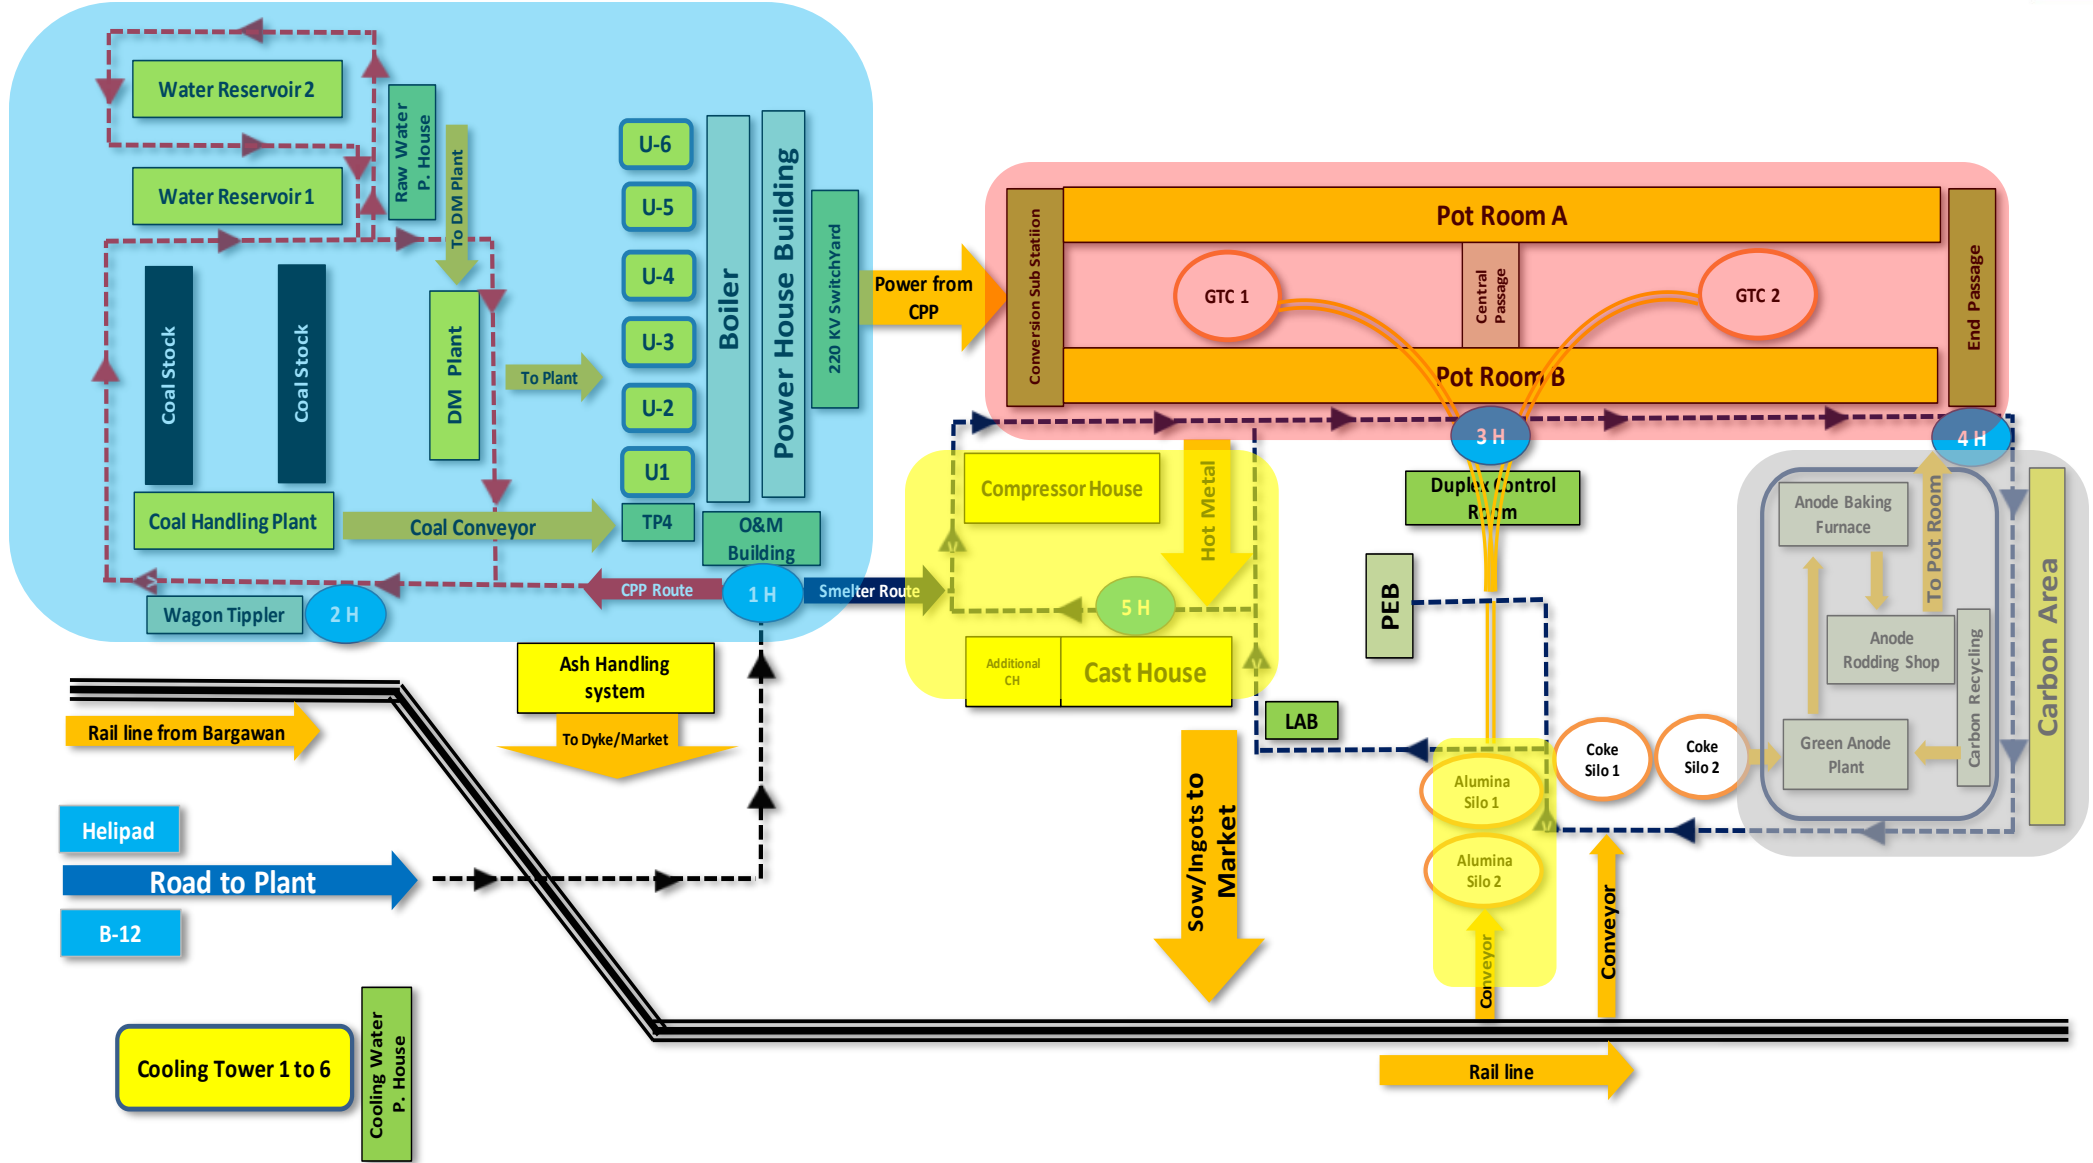 Water Reservoir 2
Water Reservoir 1
Raw Water
P. House
To DM Plant
Coal Stock
Coal Stock
DM Plant
To Plant
Coal Handling Plant
Coal Conveyor
U-6
U-5
U-4
U-3
U-2
U1
TP4
Boiler
Power House Building
220 KV SwitchYard
O&M
Building
CPP Route
1 H
Smelter Route
Wagon Tippler
2 H
Power from
CPP
Conversion Sub Statiion
Pot Room A
GTC 1
Central
Passage
GTC 2
Pot Room B
End Passage
3 H
4 H
Compressor House
Hot Metal
5 H
Additional
CH
Cast House
Duplex Control
Room
PEB
LAB
Anode Baking
Furnace
To Pot Room
Anode
Rodding Shop
Carbon Recycling
Green Anode
Plant
Carbon Area
Coke
Silo 1
Coke
Silo 2
Alumina
Silo 1
Alumina
Silo 2
Conveyor
Conveyor
Sow/Ingots to
Market
Ash Handling
system
To Dyke/Market
Rail line from Bargawan
Helipad
Road to Plant
B-12
Cooling Tower 1 to 6
Cooling Water
P. House
Rail line